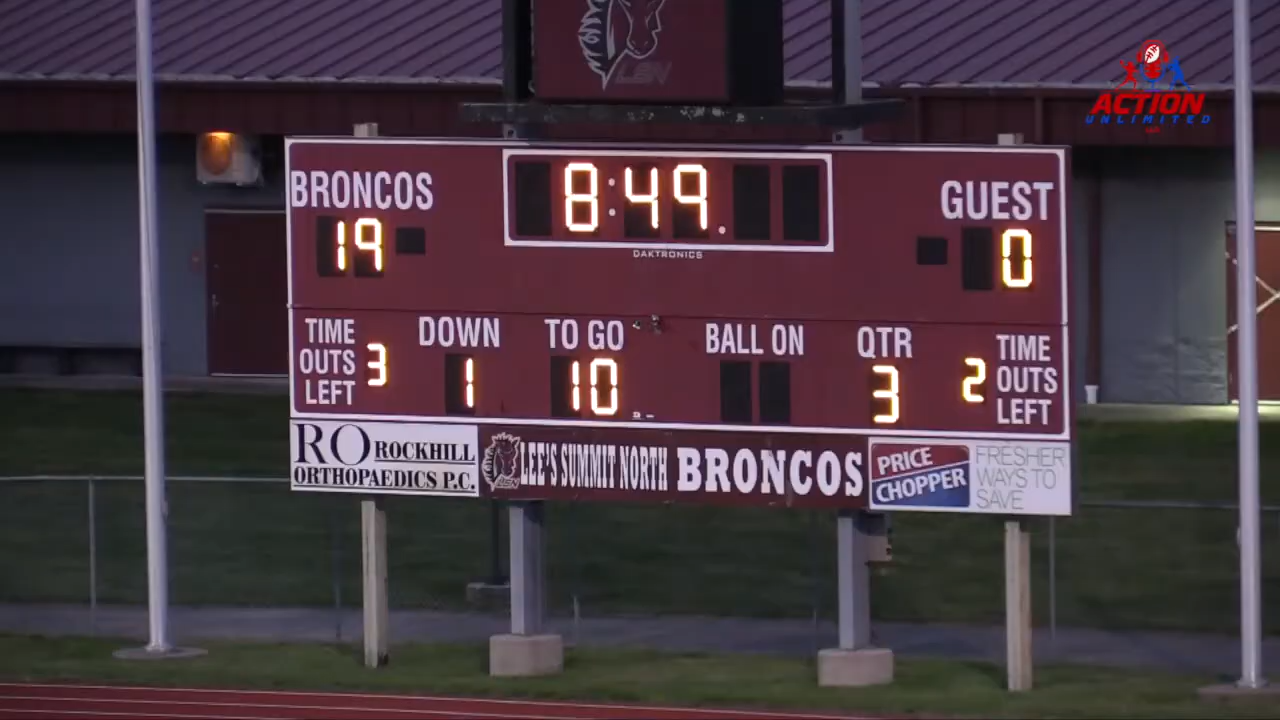 LSN
ACTION
UNLIMITED
BRONCOS
8:49.
GUEST
19
0
DAKTRONICS
TIME OUTS LEFT
3
DOWN
1
TO GO
10
BALL ON
QTR
3
2
TIME OUTS LEFT
RO ROCKHILL
ORTHOPAEDICS P.C.
LSN
LEE'S SUMMIT NORTH BRONCOS
PRICE
CHOPPER
FRESHER
WAYS TO
SAVE